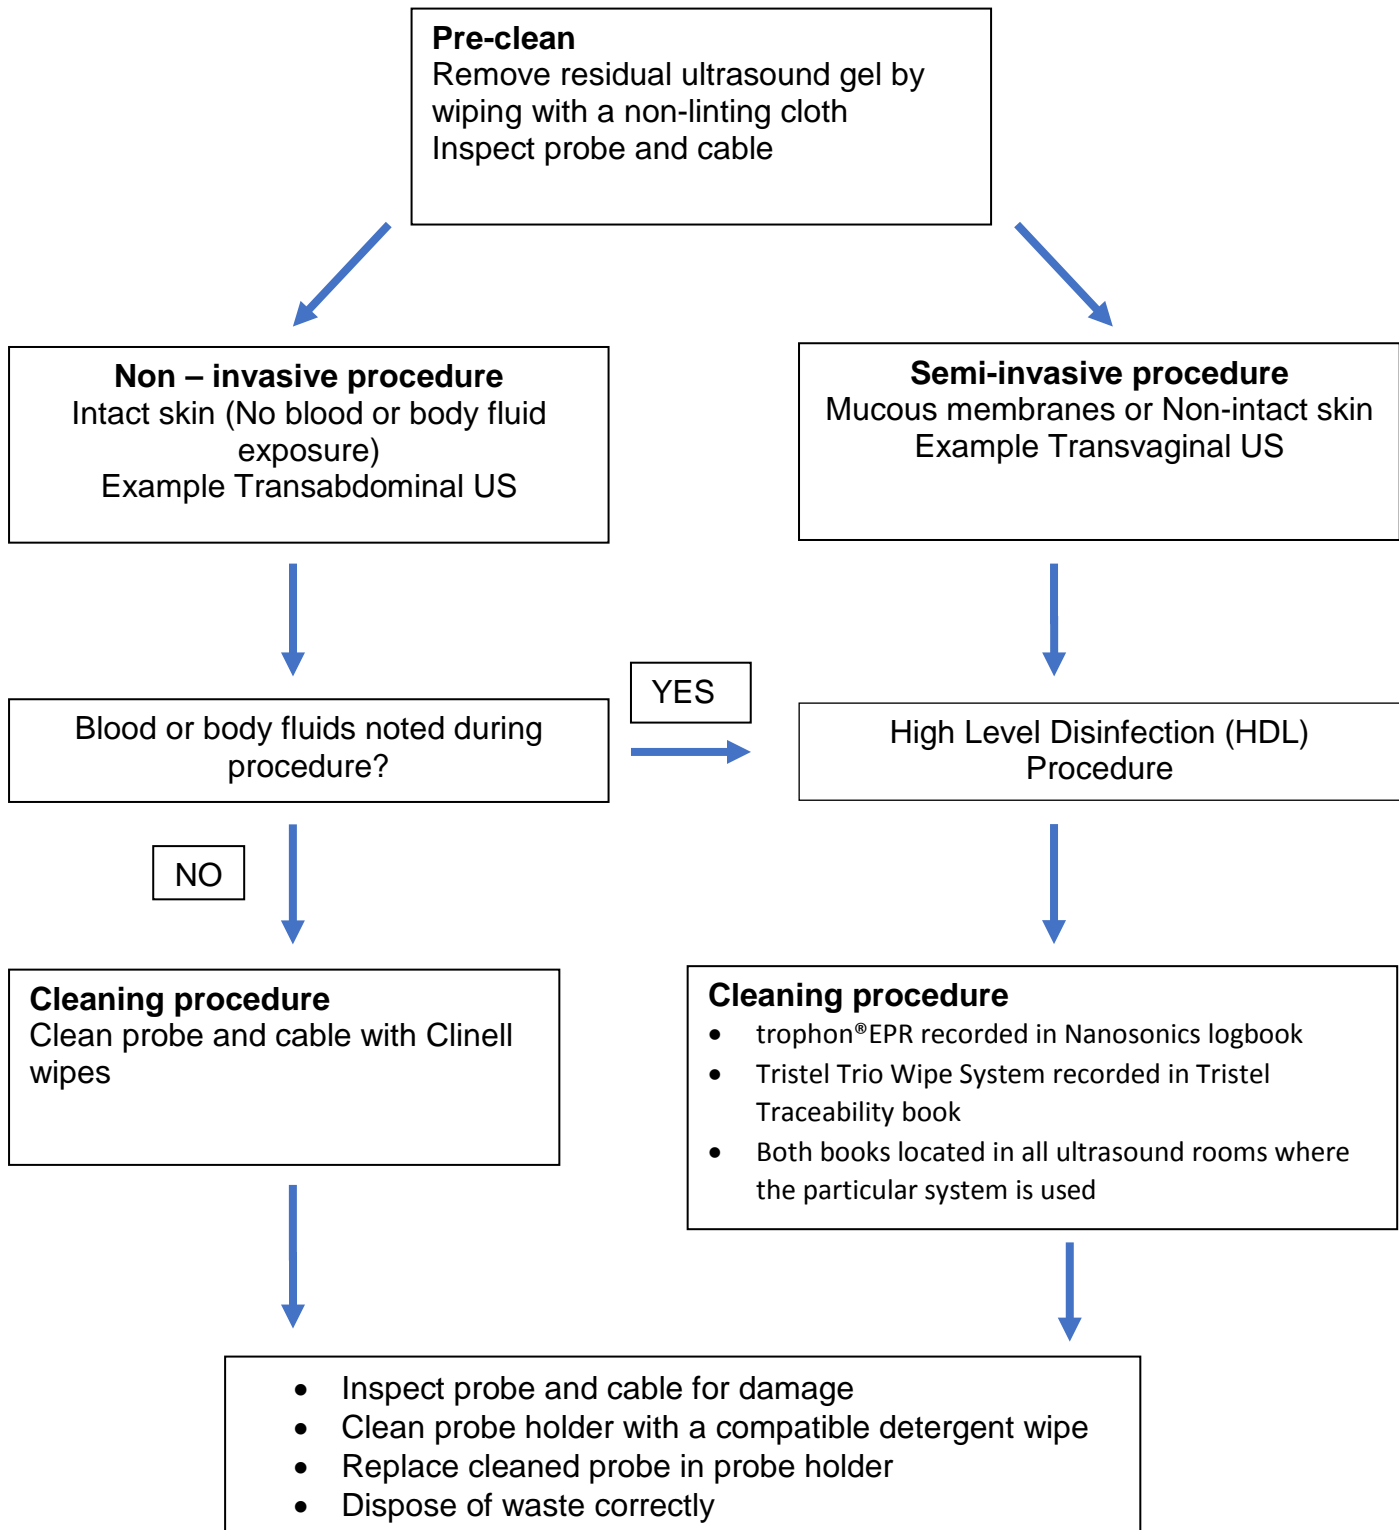 Pre-clean
Remove residual ultrasound gel by
wiping with a non-linting cloth
Inspect probe and cable
Non – invasive procedure
Intact skin (No blood or body fluid
exposure)
Example Transabdominal US
Semi-invasive procedure
Mucous membranes or Non-intact skin
Example Transvaginal US
Blood or body fluids noted during
procedure?
YES
High Level Disinfection (HDL)
Procedure
NO
Cleaning procedure
Clean probe and cable with Clinell
wipes
Cleaning procedure
• trophon®EPR recorded in Nanosonics logbook
• Tristel Trio Wipe System recorded in Tristel
Traceability book
• Both books located in all ultrasound rooms where
the particular system is used
• Inspect probe and cable for damage
• Clean probe holder with a compatible detergent wipe
• Replace cleaned probe in probe holder
• Dispose of waste correctly